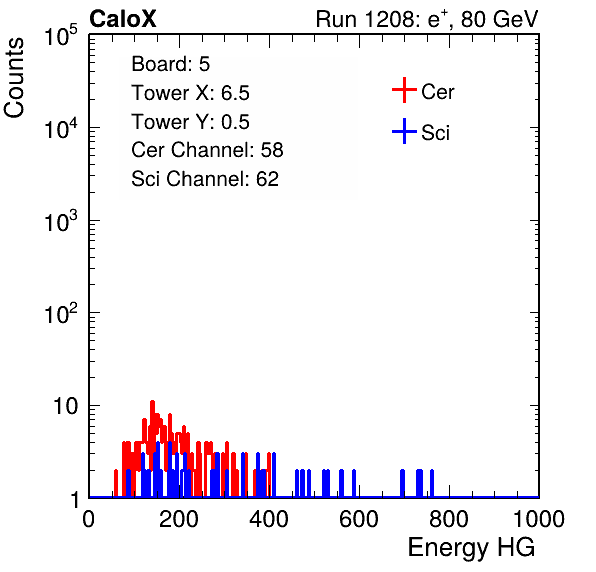 CaloX Run 1208: e⁺, 80 GeV
Counts
10⁵
10⁴
10³
10²
10
1
Board: 5
Tower X: 6.5
Tower Y: 0.5
Cer Channel: 58
Sci Channel: 62
Cer
Sci
0 200 400 600 800 1000
Energy HG